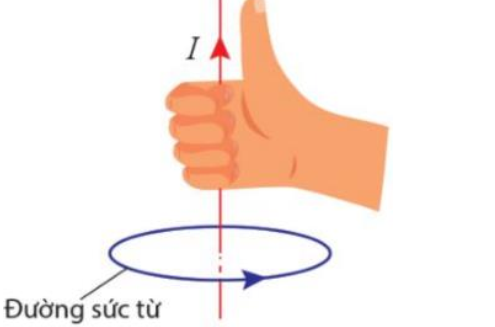 I
Đường sức từ